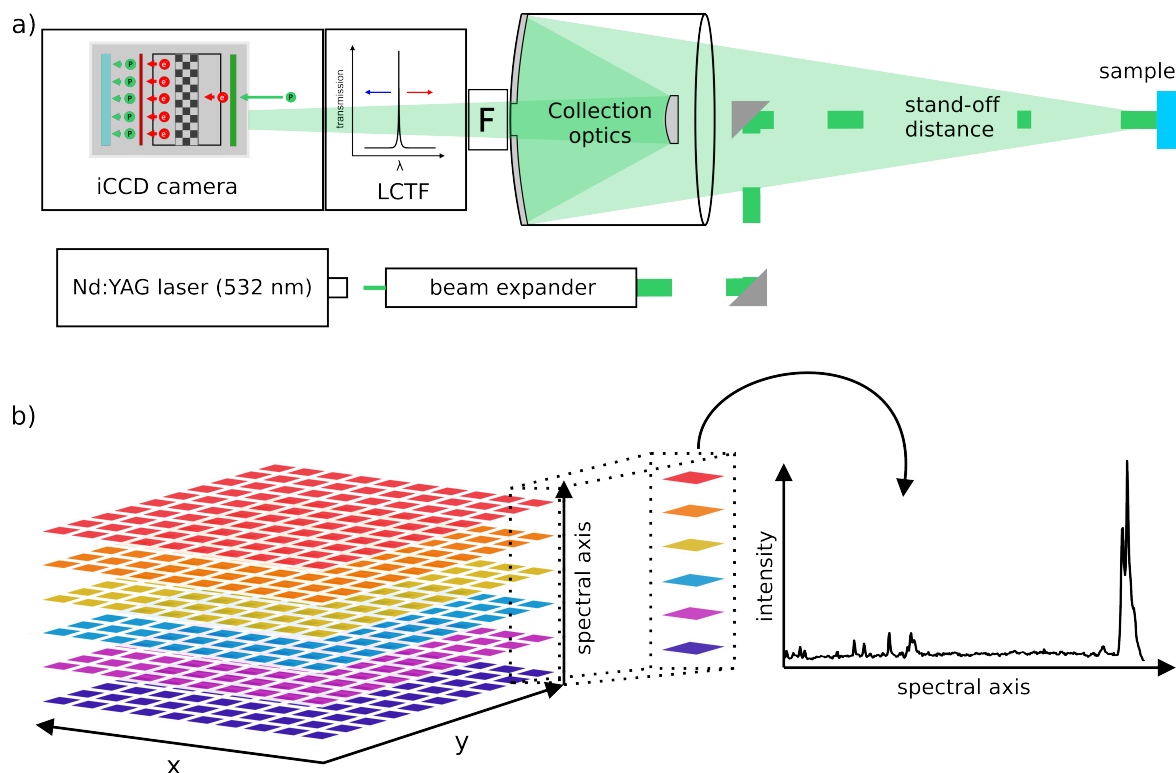 a)
sample
P
e
P
e
P
e
P
e
P
e
e
P
transmission
λ
iCCD camera
LCTF
F
Collection
optics
stand-off
distance
Nd:YAG laser (532 nm)
beam expander
b)
spectral axis
x
y
intensity
spectral axis